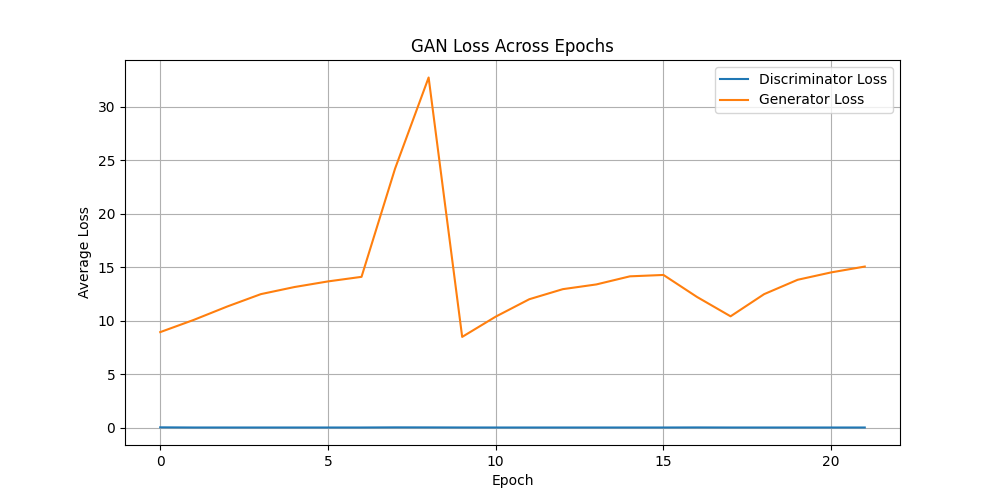 GAN Loss Across Epochs
Discriminator Loss
Generator Loss
30
25
20
15
10
5
0
Average Loss
0 5 10 15 20
Epoch